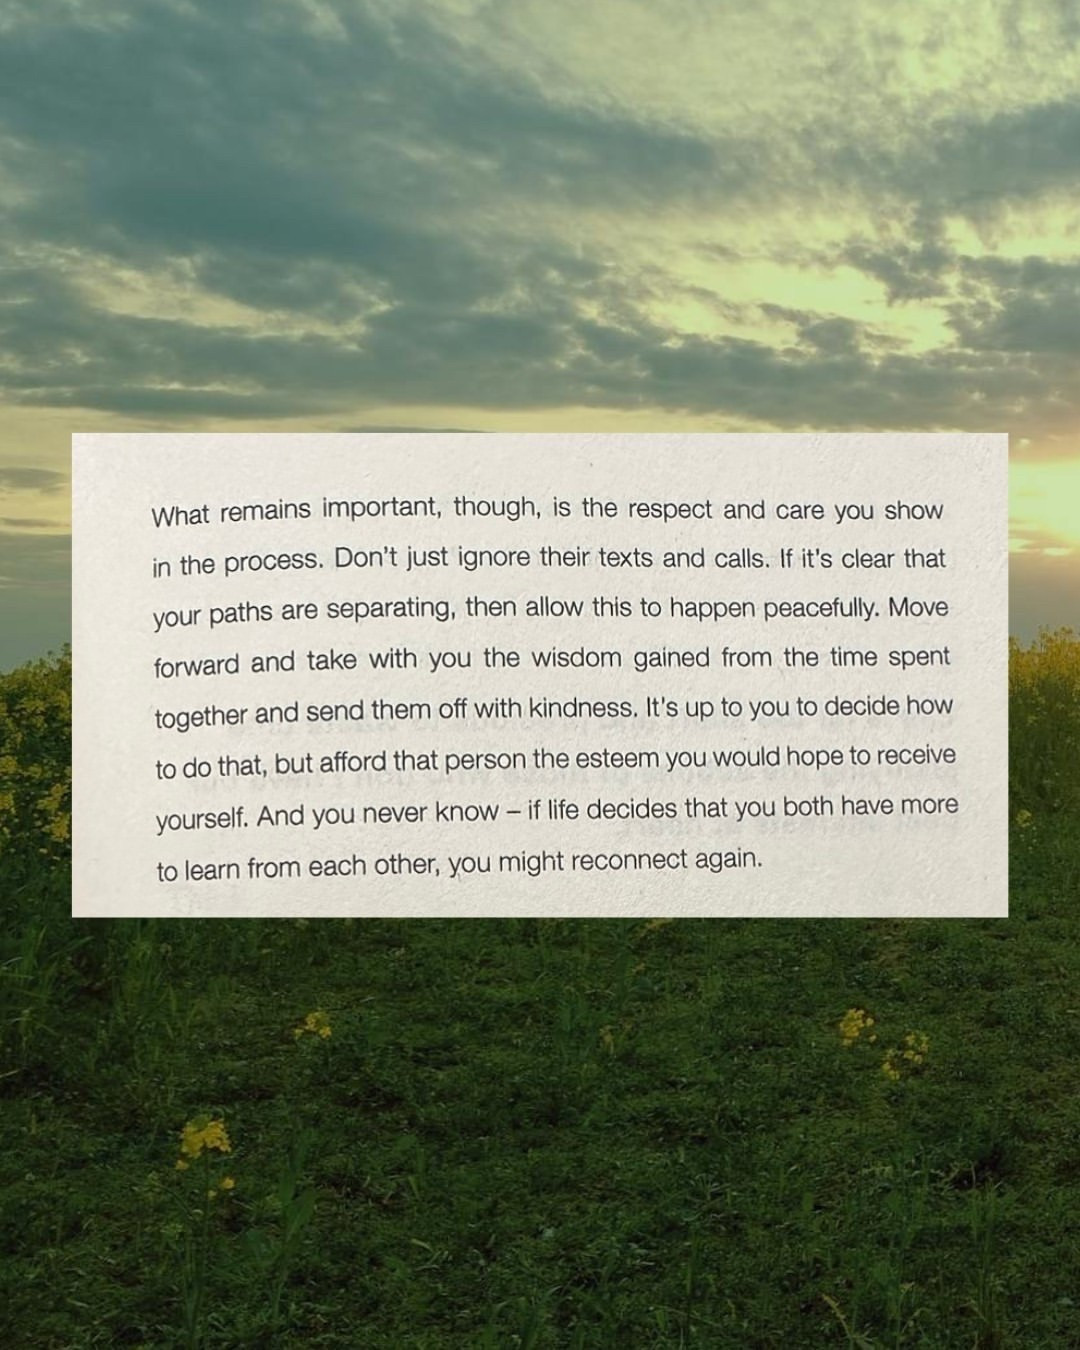 What remains important, though, is the respect and care you show
in the process. Don't just ignore their texts and calls. If it's clear that
your paths are separating, then allow this to happen peacefully. Move
forward and take with you the wisdom gained from the time spent
together and send them off with kindness. It's up to you to decide how
to do that, but afford that person the esteem you would hope to receive
yourself. And you never know – if life decides that you both have more
to learn from each other, you might reconnect again.